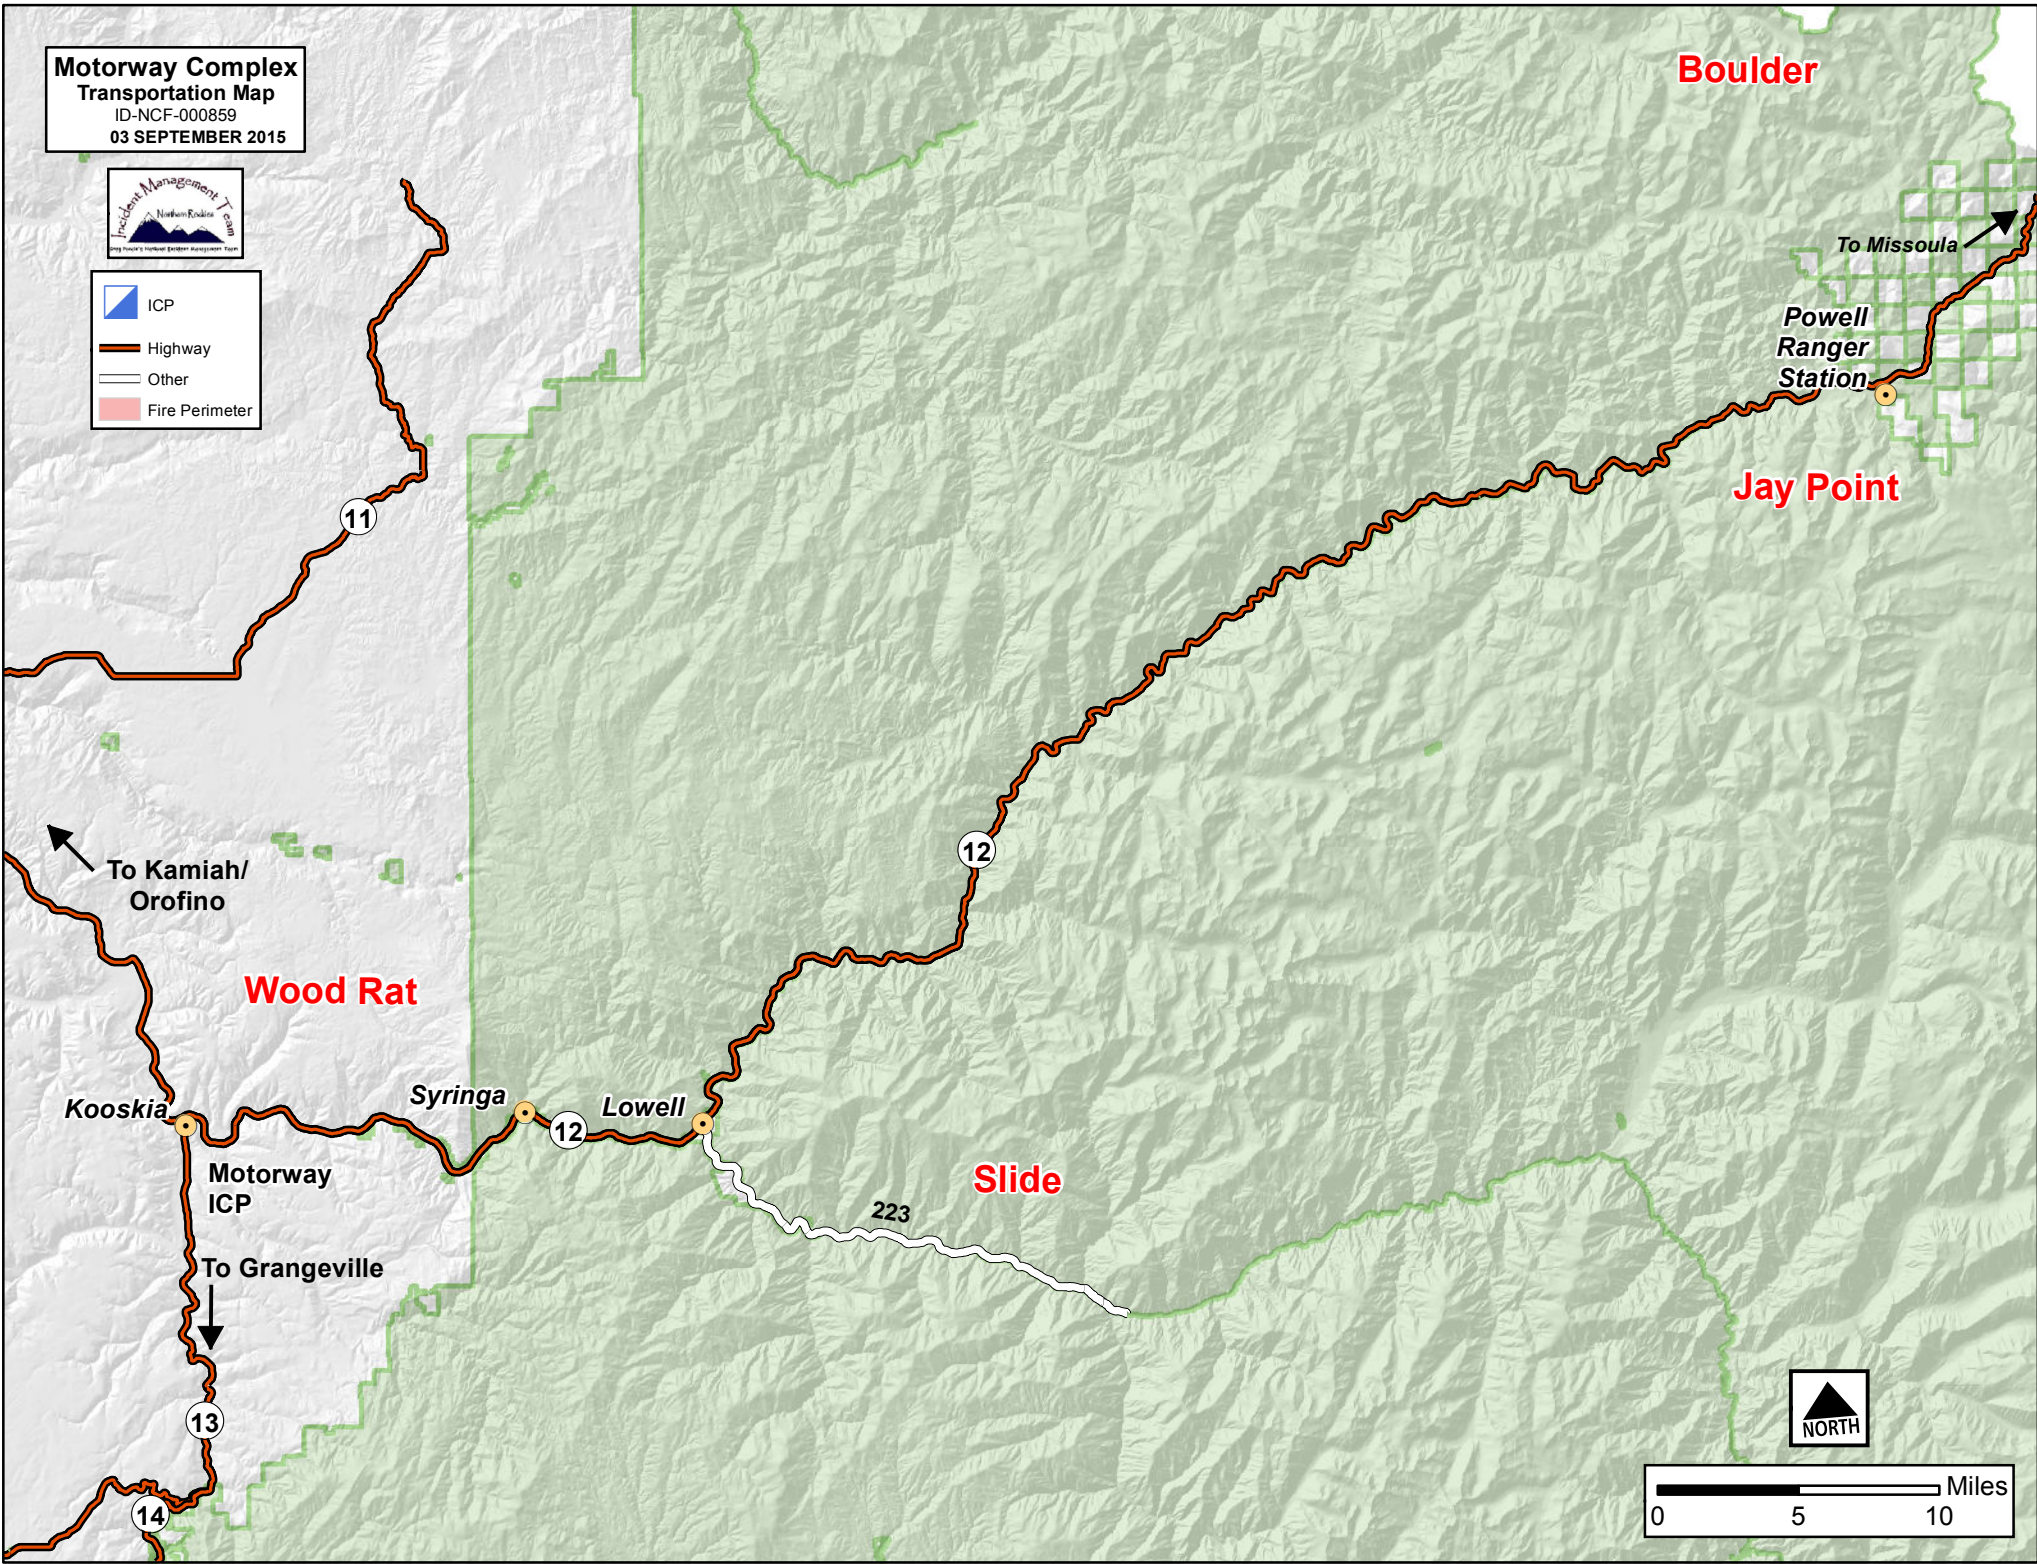 Motorway Complex
Transportation Map
ID-NCF-000859
03 SEPTEMBER 2015
Incident Management Team
Northern Rockies
ICP
Highway
Other
Fire Perimeter
Boulder
To Missoula
Powell
Ranger
Station
Jay Point
11
12
To Kamiah/
Orofino
Wood Rat
Kooskia
Syringa
12
Lowell
Motorway
ICP
Slide
223
To Grangeville
13
14
NORTH
Miles
0 5 10